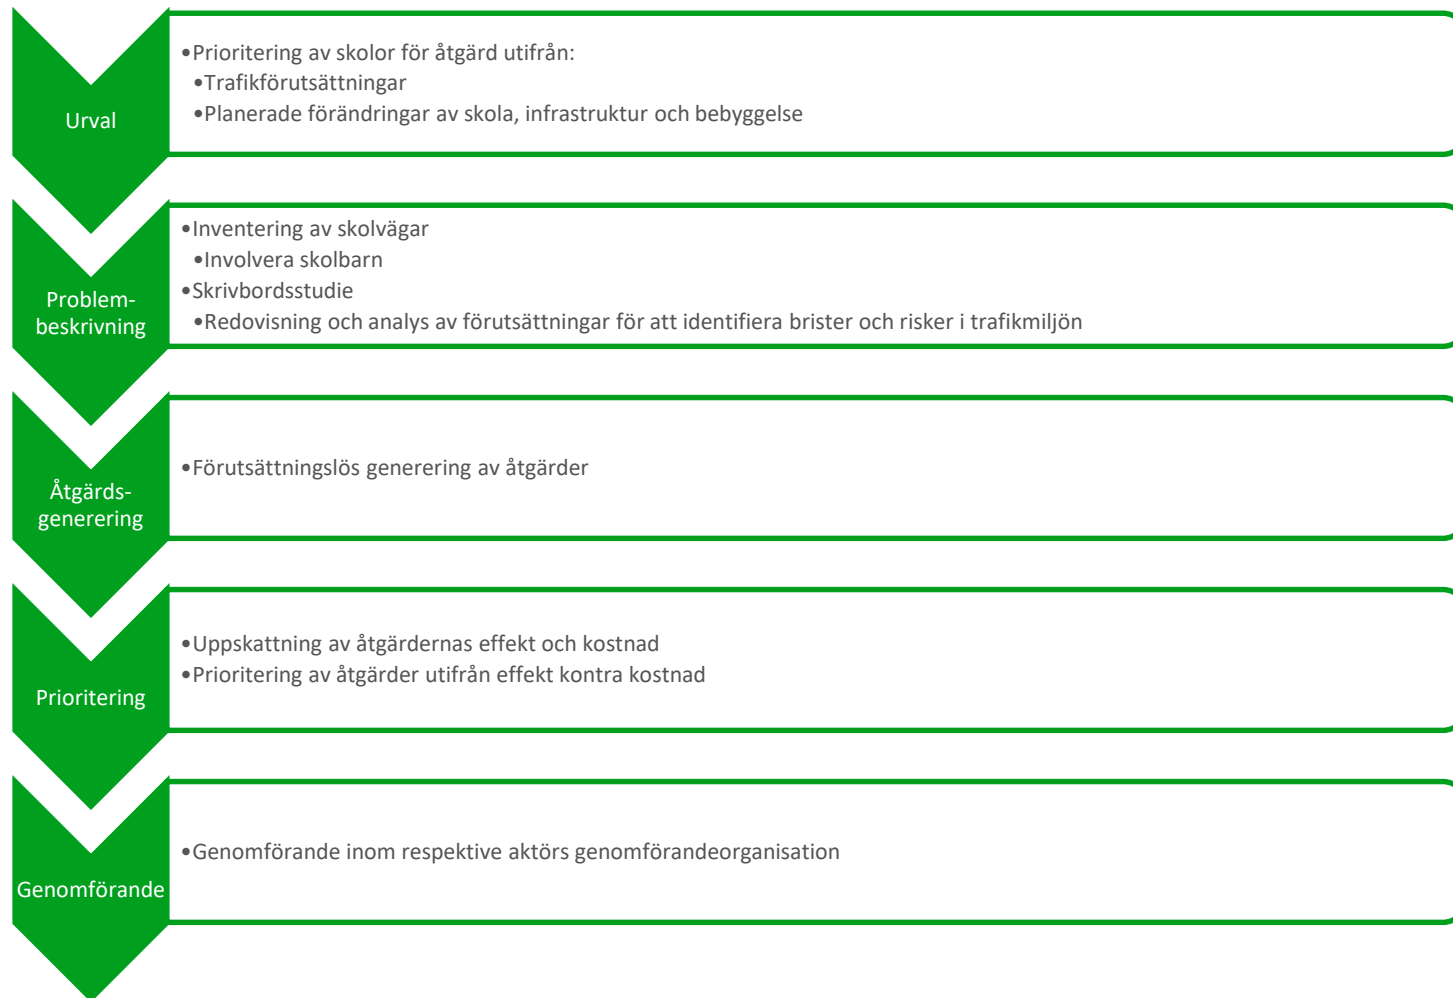 Urval
•Prioritering av skolor för åtgärd utifrån:
•Trafikförutsättningar
•Planerade förändringar av skola, infrastruktur och bebyggelse
Problem-
beskrivning
•Inventering av skolvägar
•Involvera skolbarn
•Skrivbordsstudie
•Redovisning och analys av förutsättningar för att identifiera brister och risker i trafikmiljön
Åtgärds-
generering
•Förutsättningslös generering av åtgärder
Prioritering
•Uppskattning av åtgärdernas effekt och kostnad
•Prioritering av åtgärder utifrån effekt kontra kostnad
Genomförande
•Genomförande inom respektive aktörs genomförandeorganisation